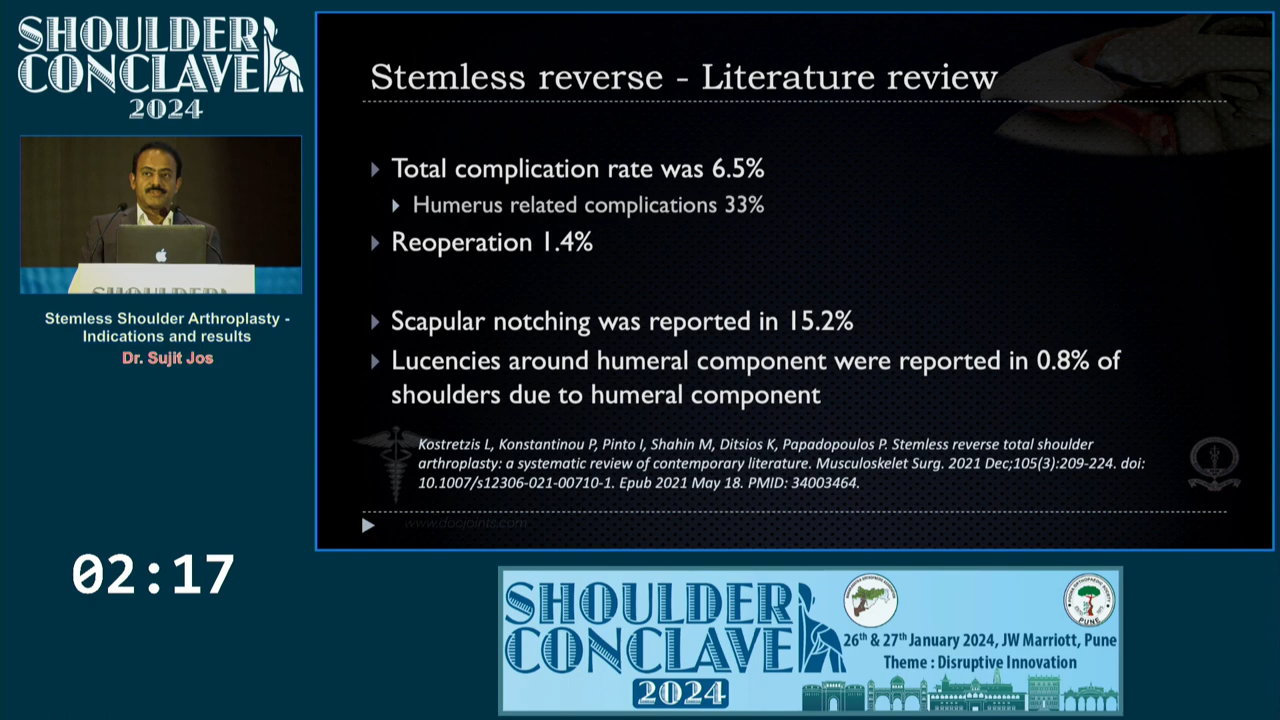 SHOULDER
CONCLAVE
2024
Stemless Shoulder Arthroplasty -
Indications and results
Dr. Sujit Jos
02:17
Stemless reverse - Literature review
Total complication rate was 6.5%
Humerus related complications 33%
Reoperation 1.4%
Scapular notching was reported in 15.2%
Lucencies around humeral component were reported in 0.8% of
shoulders due to humeral component
Kostretzis L, Konstantinou P, Pinto I, Shahin M, Ditsios K, Papadopoulos P. Stemless reverse total shoulder
arthroplasty: a systematic review of contemporary literature. Musculoskelet Surg. 2021 Dec;105(3):209-224. doi:
10.1007/s12306-021-00710-1. Epub 2021 May 18. PMID: 34003464.
SHOULDER
CONCLAVE
2024
PUNE
26th & 27th January 2024, JW Marriott, Pune
Theme : Disruptive Innovation